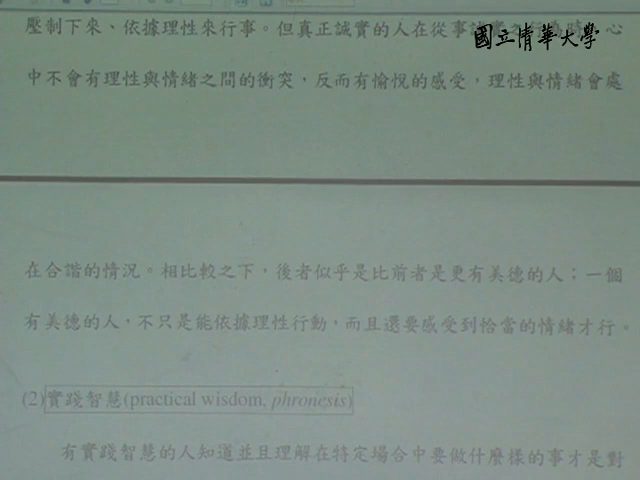 壓制下來、依據理性來行事。但真正誠實的人在從事誠實之行為時，心
國立清華大學
中不會有理性與情緒之間的衝突，反而有愉悅的感受，理性與情緒會處
在合諧的情況。相比較之下，後者似乎是比前者是更有美德的人；一個
有美德的人，不只是能依據理性行動，而且還要感受到恰當的情緒才行。
(2)實踐智慧(practical wisdom, phronesis)
有實踐智慧的人知道並且理解在特定場合中要做什麼樣的事才是對